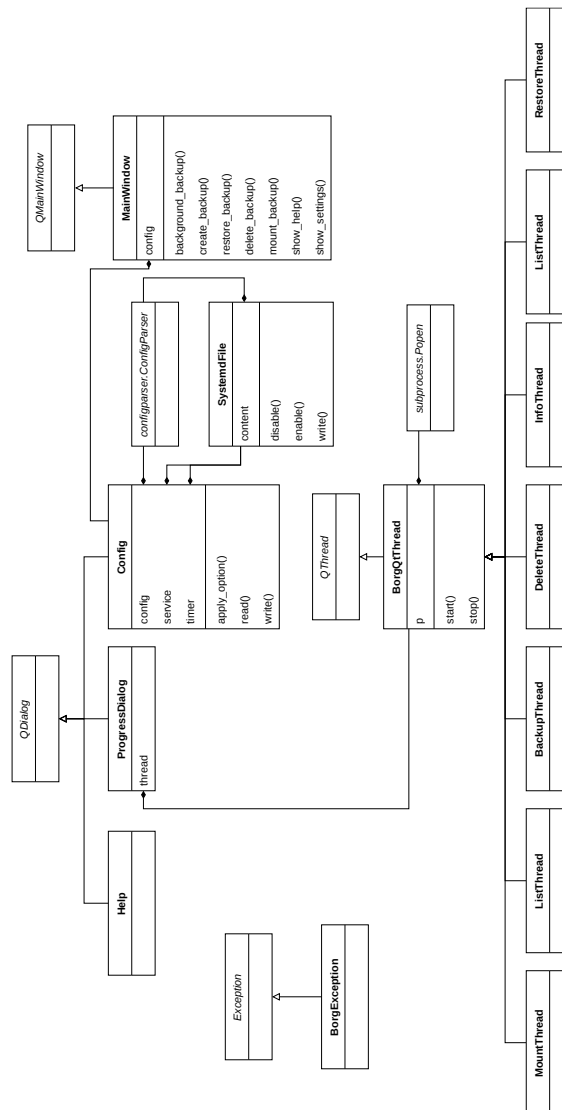 QDialog
QMainWindow
MainWindow
config
background_backup()
create_backup()
restore_backup()
delete_backup()
mount_backup()
show_help()
show_settings()
configparser.ConfigParser
SystemdFile
content
disable()
enable()
write()
Help
ProgressDialog
thread
Config
config
service
timer
apply_option()
read()
write()
Exception
BorgException
QThread
BorgQtThread
p
start()
stop()
subprocess.Popen
MountThread
ListThread
BackupThread
DeleteThread
InfoThread
ListThread
RestoreThread